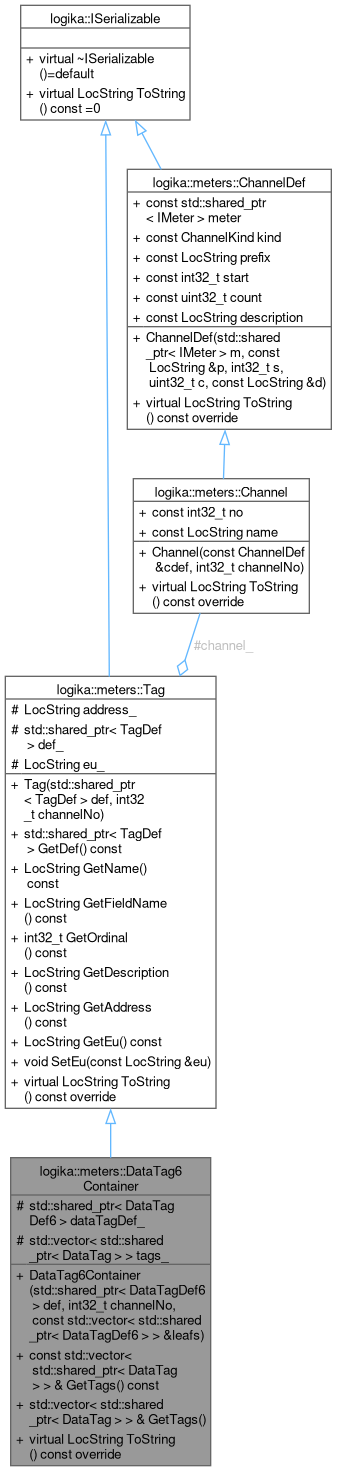 logika::ISerializable
+ virtual ~ISerializable
()=default
+ virtual LocString ToString
() const =0
logika::meters::ChannelDef
+ const std::shared_ptr
< IMeter > meter
+ const ChannelKind kind
+ const LocString prefix
+ const int32_t start
+ const uint32_t count
+ const LocString description
+ ChannelDef(std::shared
_ptr< IMeter > m, const
LocString &p, int32_t s,
uint32_t c, const LocString &d)
+ virtual LocString ToString
() const override
logika::meters::Channel
+ const int32_t no
+ const LocString name
+ Channel(const ChannelDef
&cdef, int32_t channelNo)
+ virtual LocString ToString
() const override
#channel_
logika::meters::Tag
# LocString address_
# std::shared_ptr< TagDef
> def_
# LocString eu_
+ Tag(std::shared_ptr
< TagDef > def, int32
_t channelNo)
+ std::shared_ptr< TagDef
> GetDef() const
+ LocString GetName()
const
+ LocString GetFieldName
() const
+ int32_t GetOrdinal
() const
+ LocString GetDescription
() const
+ LocString GetAddress
() const
+ LocString GetEu() const
+ void SetEu(const LocString &eu)
+ virtual LocString ToString
() const override
logika::meters::DataTag6
Container
# std::shared_ptr< DataTag
Def6 > dataTagDef_
# std::vector< std::shared
_ptr< DataTag > > tags_
+ DataTag6Container
(std::shared_ptr< DataTagDef6
> def, int32_t channelNo,
const std::vector< std::shared
_ptr< DataTagDef6 > > &leafs)
+ const std::vector<
std::shared_ptr< DataTag
> > & GetTags() const
+ std::vector< std::shared
_ptr< DataTag > > & GetTags()
+ virtual LocString ToString
() const override